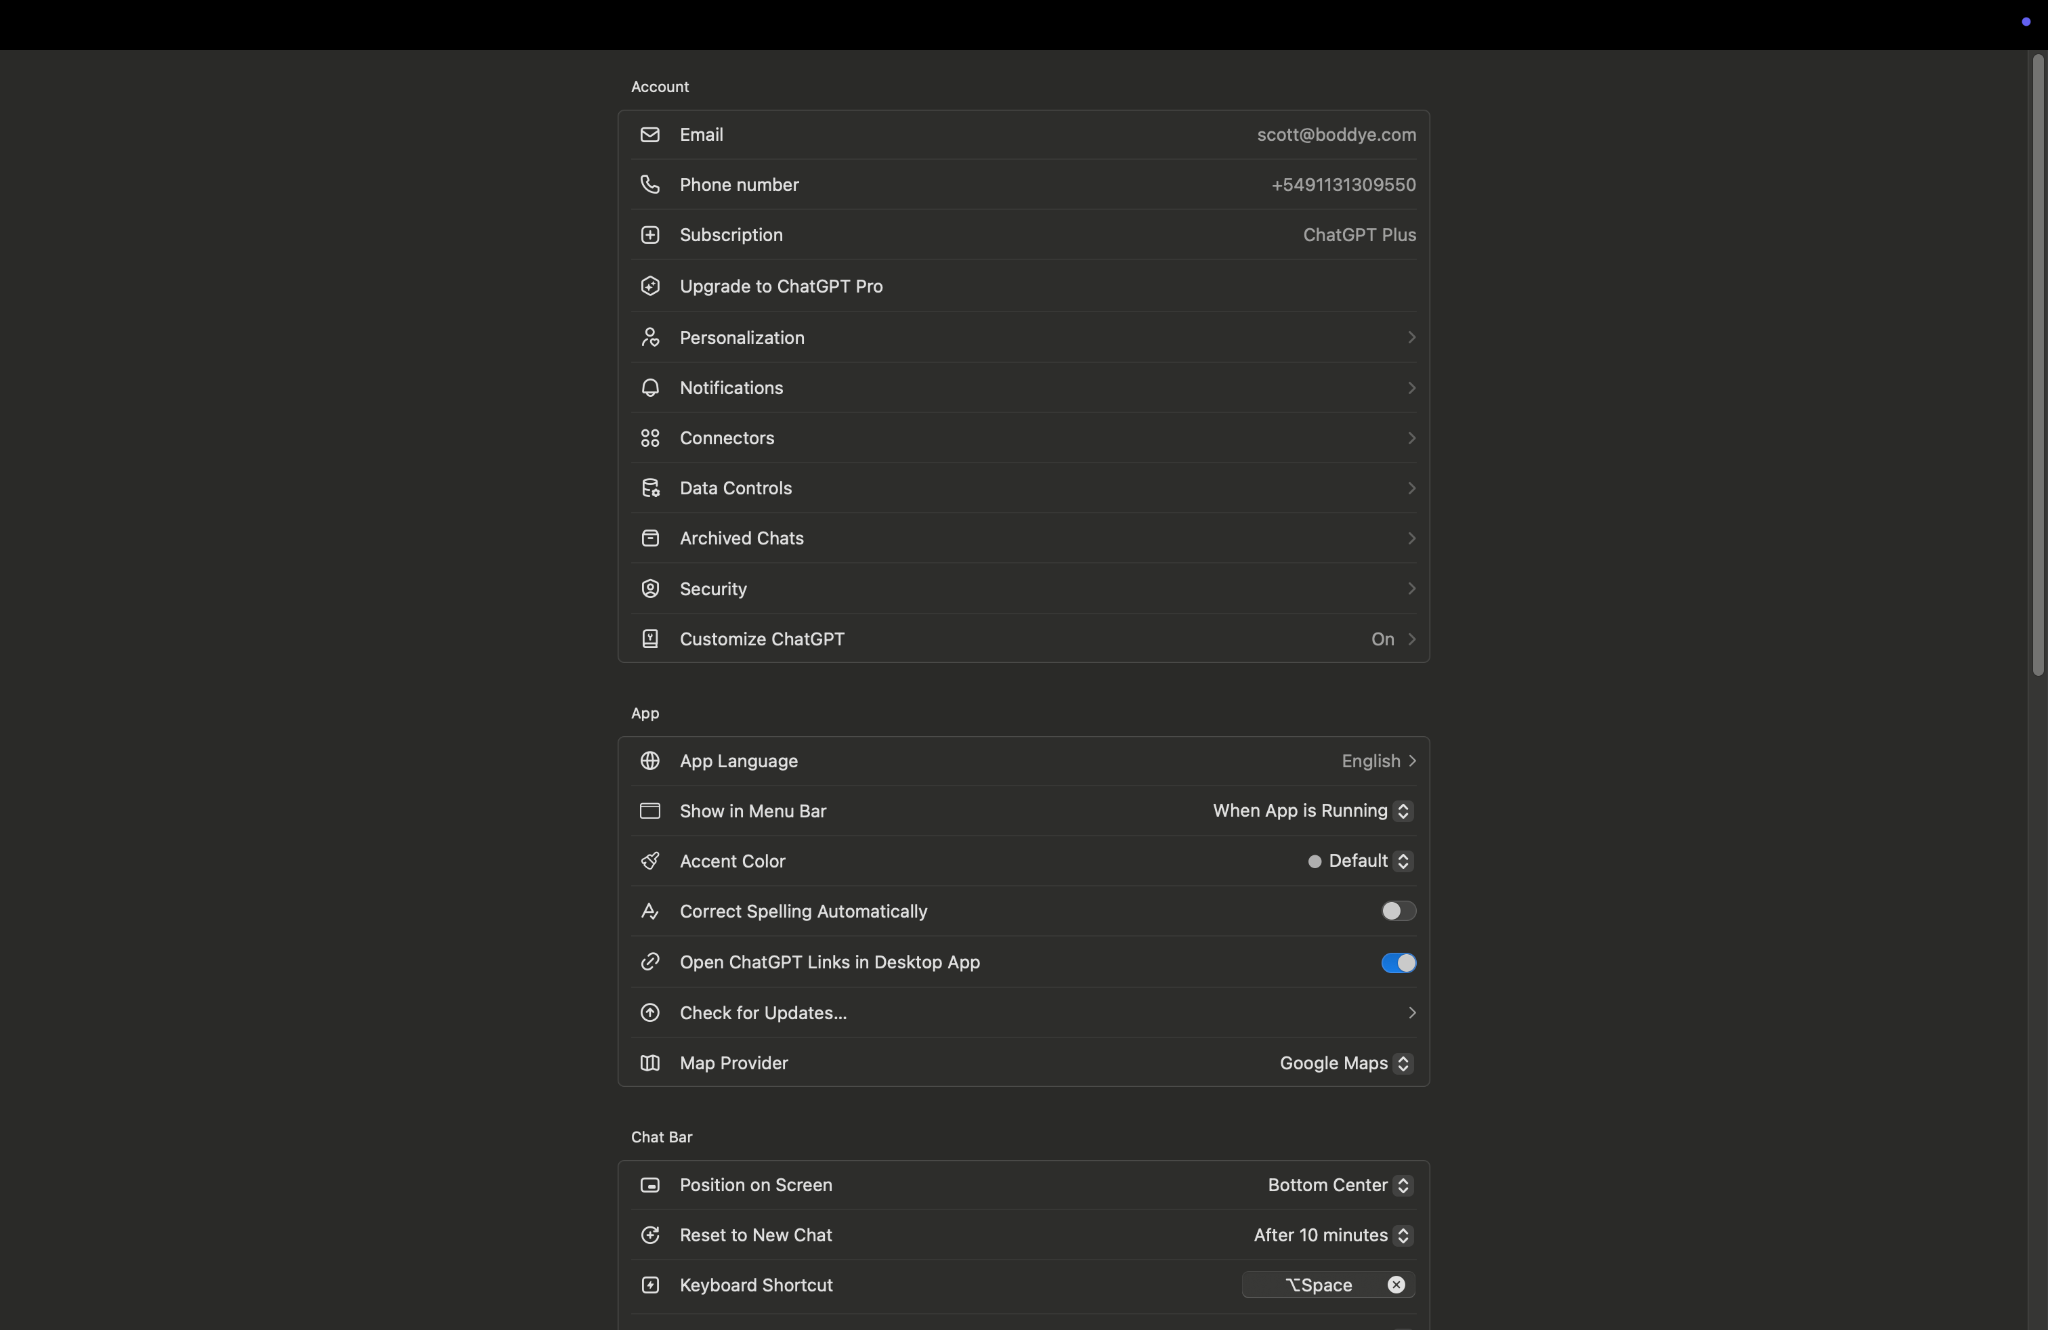 Account
Email scott@boddye.com
Phone number +5491131309550
Subscription ChatGPT Plus
Upgrade to ChatGPT Pro
Personalization
Notifications
Connectors
Data Controls
Archived Chats
Security
Customize ChatGPT On
App
App Language English
Show in Menu Bar When App is Running
Accent Color Default
Correct Spelling Automatically
Open ChatGPT Links in Desktop App
Check for Updates...
Map Provider Google Maps
Chat Bar
Position on Screen Bottom Center
Reset to New Chat After 10 minutes
Keyboard Shortcut ⌥Space